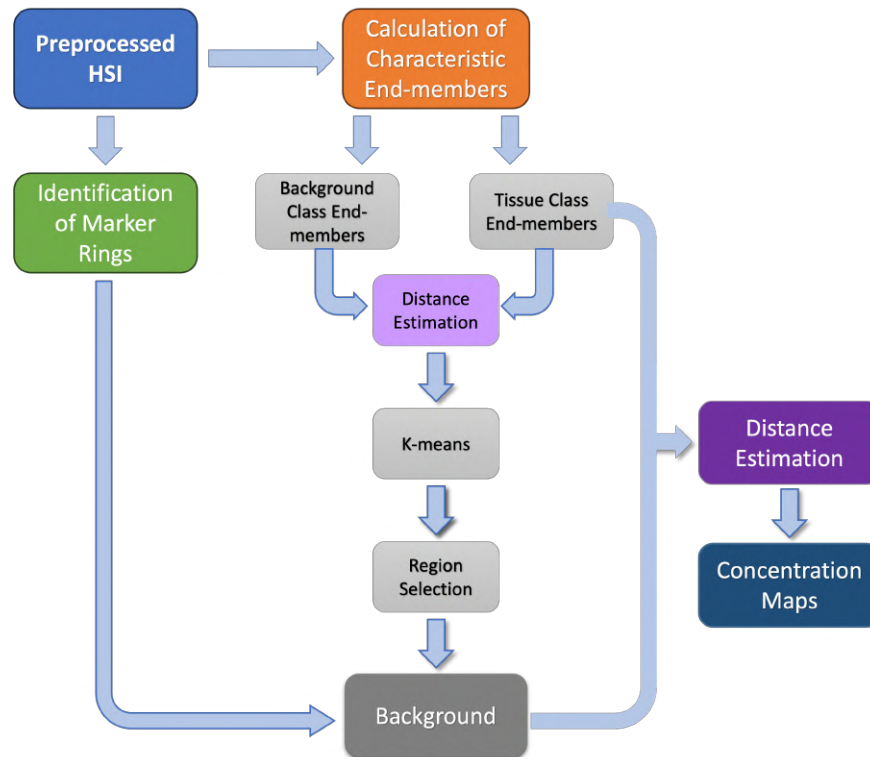 Preprocessed
HSI
Calculation of
Characteristic
End-members
Identification
of Marker
Rings
Background
Class End-
members
Tissue Class
End-members
Distance
Estimation
K-means
Region
Selection
Background
Distance
Estimation
Concentration
Maps